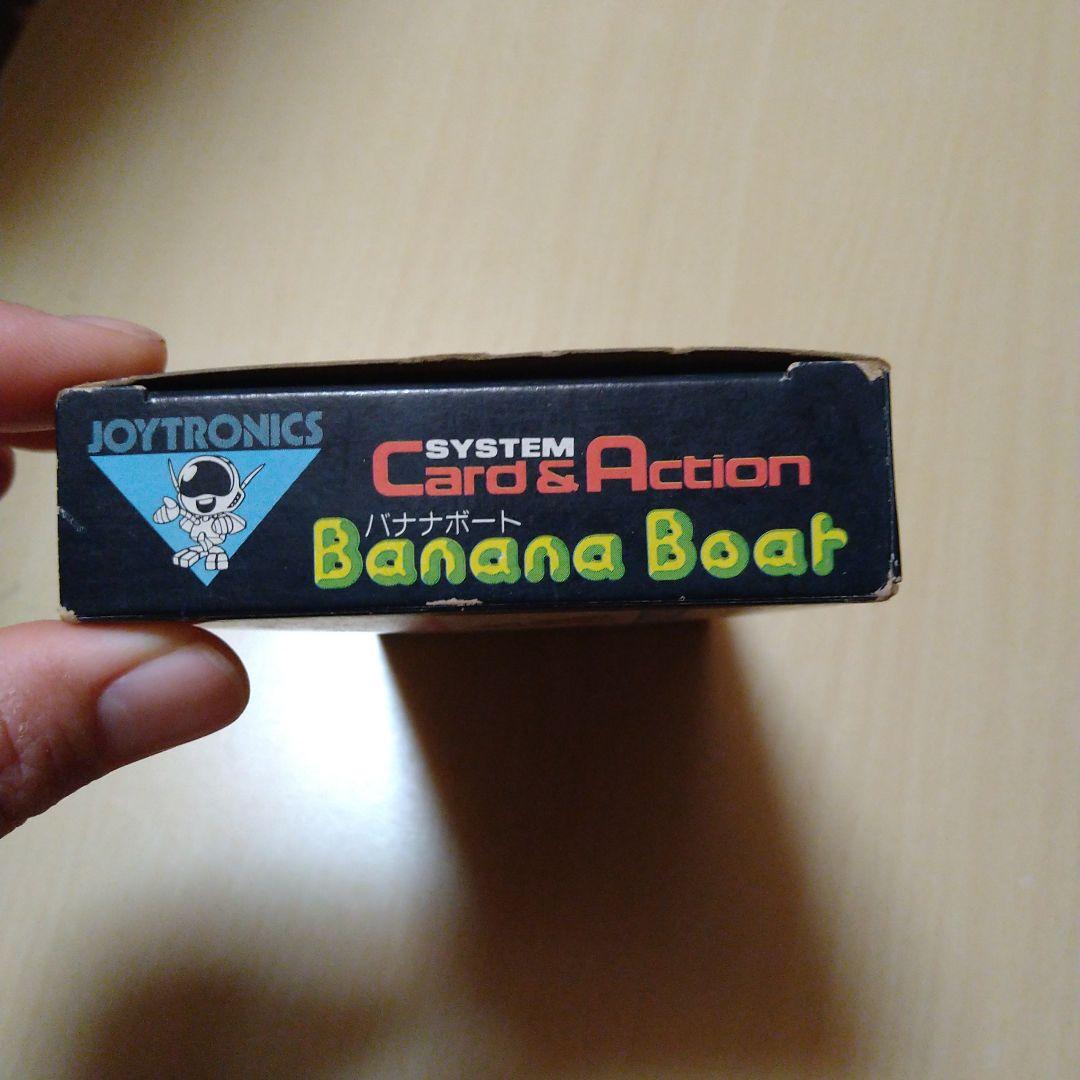 JOYTRONICS
SYSTEM
Card & Action
バナナボート
Banana Boat